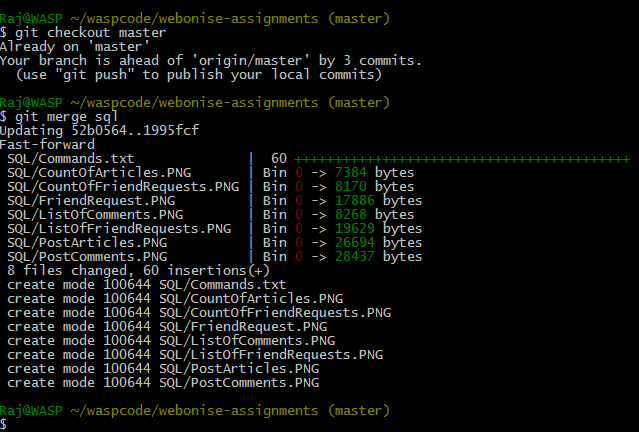 Raj@WASP ~/waspcode/webonise-assignments (master)
$ git checkout master
Already on 'master'
Your branch is ahead of 'origin/master' by 3 commits.
  (use "git push" to publish your local commits)
Raj@WASP ~/waspcode/webonise-assignments (master)
$ git merge sql
Updating 52b0564..1995fcf
Fast-forward
 SQL/Commands.txt               |  60 ++++++++++++++++++++++++++++++++++++++++++
 SQL/CountOfArticles.PNG        | Bin 0 -> 7384 bytes
 SQL/CountOfFriendRequests.PNG  | Bin 0 -> 8170 bytes
 SQL/FriendRequest.PNG          | Bin 0 -> 17886 bytes
 SQL/ListOfComments.PNG         | Bin 0 -> 8268 bytes
 SQL/ListOfFriendRequests.PNG   | Bin 0 -> 19629 bytes
 SQL/PostArticles.PNG           | Bin 0 -> 26694 bytes
 SQL/PostComments.PNG           | Bin 0 -> 28437 bytes
 8 files changed, 60 insertions(+)
 create mode 100644 SQL/Commands.txt
 create mode 100644 SQL/CountOfArticles.PNG
 create mode 100644 SQL/CountOfFriendRequests.PNG
 create mode 100644 SQL/FriendRequest.PNG
 create mode 100644 SQL/ListOfComments.PNG
 create mode 100644 SQL/ListOfFriendRequests.PNG
 create mode 100644 SQL/PostArticles.PNG
 create mode 100644 SQL/PostComments.PNG
Raj@WASP ~/waspcode/webonise-assignments (master)
$